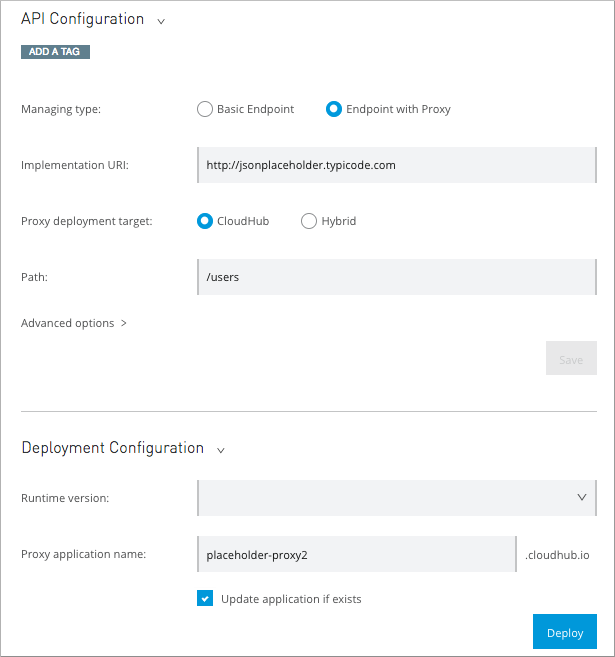 API Configuration
ADD A TAG
Managing type: Basic Endpoint Endpoint with Proxy
Implementation URI: http://jsonplaceholder.typicode.com
Proxy deployment target: CloudHub Hybrid
Path: /users
Advanced options >
Save
Deployment Configuration
Runtime version:
Proxy application name: placeholder-proxy2 .cloudhub.io
Update application if exists
Deploy